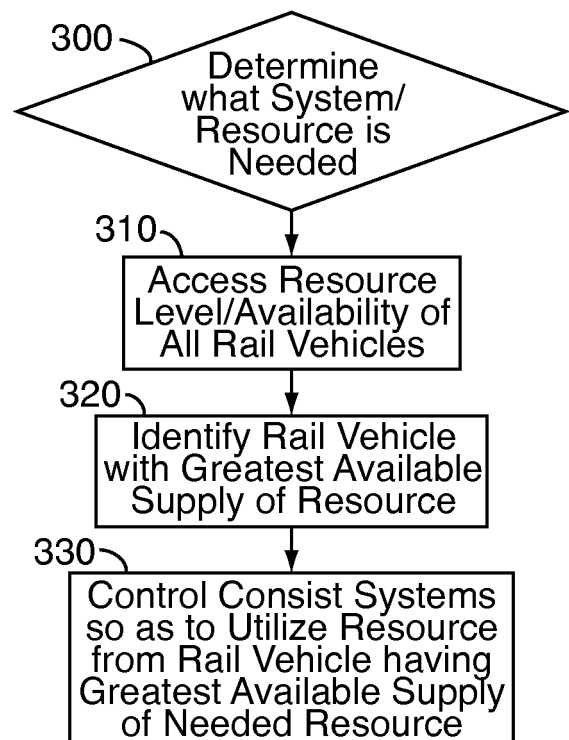 300
Determine
what System/
Resource is
Needed
310
Access Resource
Level/Availability of
All Rail Vehicles
320
Identify Rail Vehicle
with Greatest Available
Supply of Resource
330
Control Consist Systems
so as to Utilize Resource
from Rail Vehicle having
Greatest Available Supply
of Needed Resource